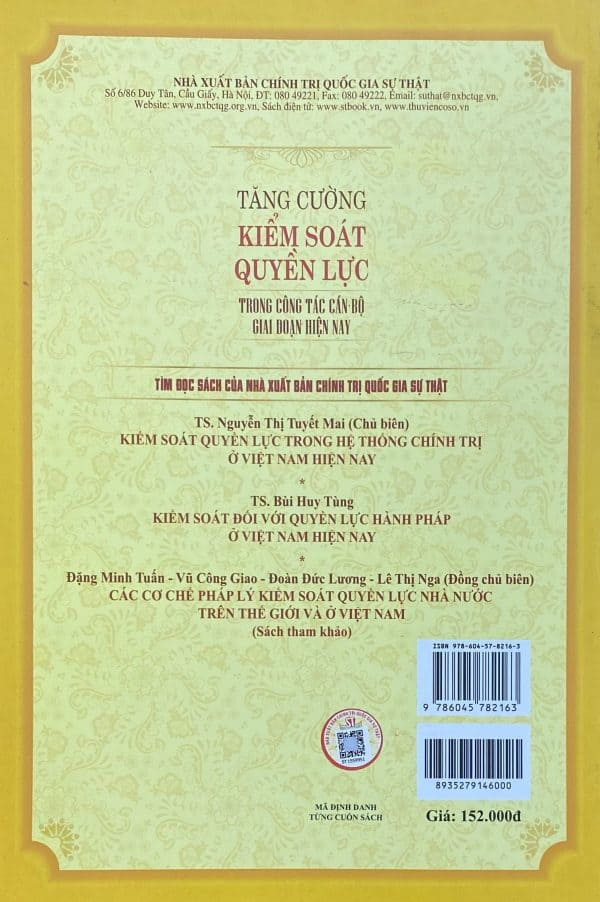 NHÀ XUẤT BẢN CHÍNH TRỊ QUỐC GIA SỰ THẬT
Số 6/86 Duy Tân, Cầu Giấy, Hà Nội, ĐT: 080 49221, Fax: 080 49222, Email: suthat@nxbctqg.vn,
Website: www.nxbctqg.org.vn, Sách điện tử: www.stbook.vn, www.thuviencoso.vn
TĂNG CƯỜNG
KIỂM SOÁT
QUYỀN LỰC
TRONG CÔNG TÁC CÁN BỘ
GIAI ĐOẠN HIỆN NAY
TÌM ĐỌC SÁCH CỦA NHÀ XUẤT BẢN CHÍNH TRỊ QUỐC GIA SỰ THẬT
TS. Nguyễn Thị Tuyết Mai (Chủ biên)
KIỂM SOÁT QUYỀN LỰC TRONG HỆ THỐNG CHÍNH TRỊ
Ở VIỆT NAM HIỆN NAY
*
TS. Bùi Huy Tùng
KIỂM SOÁT ĐỐI VỚI QUYỀN LỰC HÀNH PHÁP
Ở VIỆT NAM HIỆN NAY
*
Đặng Minh Tuấn - Vũ Công Giao - Đoàn Đức Lương - Lê Thị Nga (Đồng chủ biên)
CÁC CƠ CHẾ PHÁP LÝ KIỂM SOÁT QUYỀN LỰC NHÀ NƯỚC
TRÊN THẾ GIỚI VÀ Ở VIỆT NAM
(Sách tham khảo)
ISBN 978-604-57-8216-3
9 786045 782163
8935279146000
MÃ ĐỊNH DANH
TỪNG CUỐN SÁCH
Giá: 152.000đ